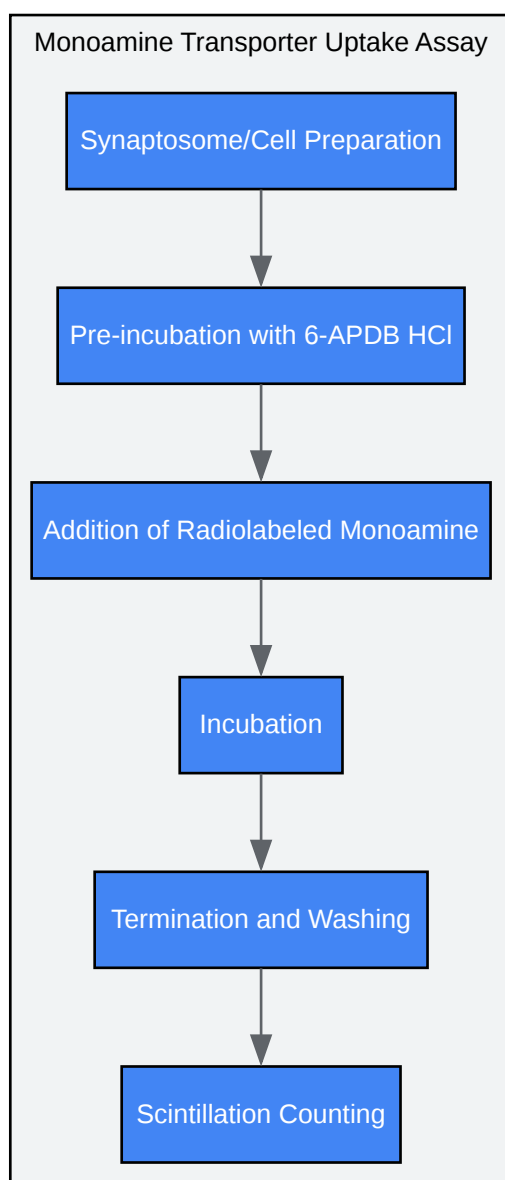 Monoamine Transporter Uptake Assay
Synaptosome/Cell Preparation
Pre-incubation with 6-APDB HCl
Addition of Radiolabeled Monoamine
Incubation
Termination and Washing
Scintillation Counting